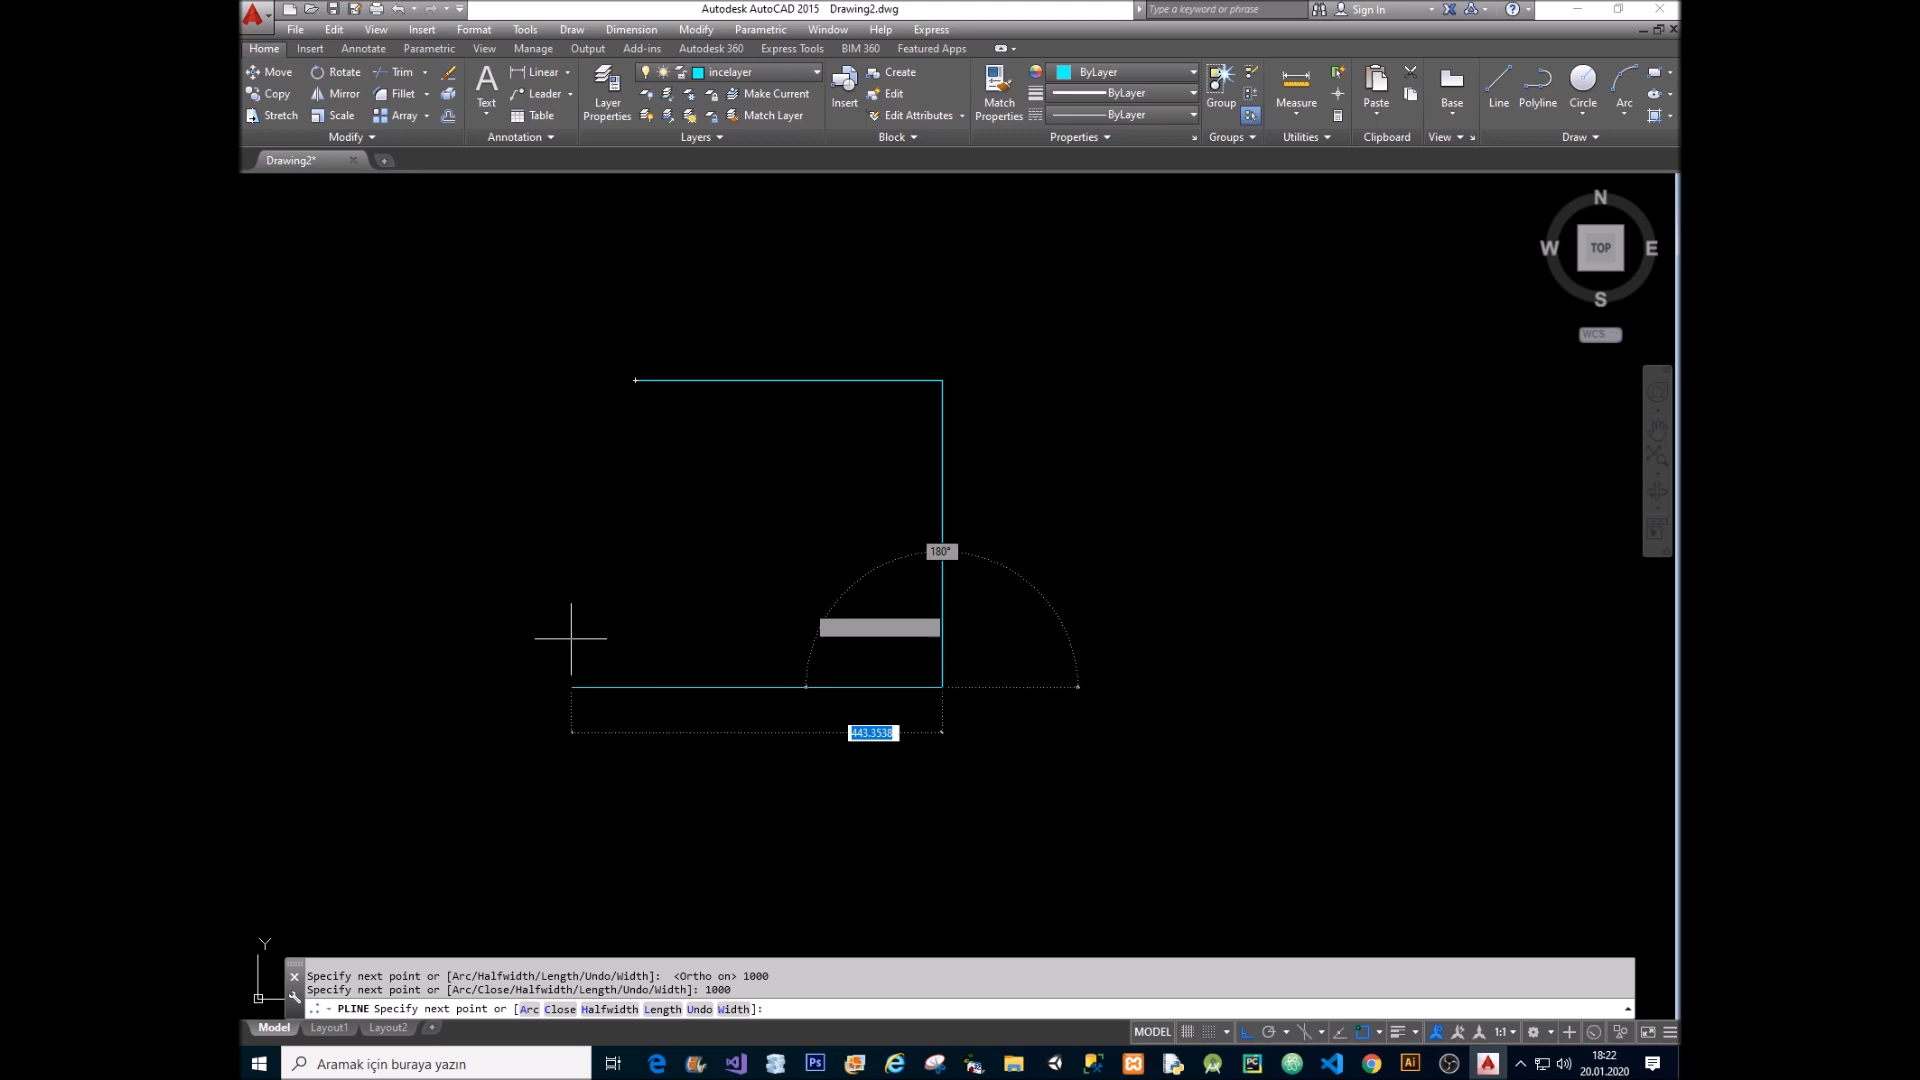 Autodesk AutoCAD 2015 Drawing2.dwg
Type a keyword or phrase
Sign In
File Edit View Insert Format Tools Draw Dimension Modify Parametric Window Help Express
Home Insert Annotate Parametric View Manage Output Add-ins Autodesk 360 Express Tools BIM 360 Featured Apps
Move Rotate Trim
Copy Mirror Fillet
Stretch Scale Array
Modify
Text
Linear
Leader
Table
Annotation
Layer
Properties
incelayer
Make Current
Match Layer
Layers
Insert
Create
Edit
Edit Attributes
Block
Match
Properties
ByLayer
ByLayer
ByLayer
Properties
Group
Groups
Measure
Utilities
Paste
Clipboard
Base
View
Line Polyline Circle Arc
Draw
Drawing2*
N
W TOP E
S
WCS
180°
443.3538
Y
Specify next point or [Arc/Halfwidth/Length/Undo/Width]: <Ortho on> 1000
Specify next point or [Arc/Close/Halfwidth/Length/Undo/Width]: 1000
PLINE Specify next point or [Arc Close Halfwidth Length Undo Width]:
Model Layout1 Layout2
MODEL
1:1
Aramak için buraya yazın
Ps
PC
Ai
18:22
20.01.2020